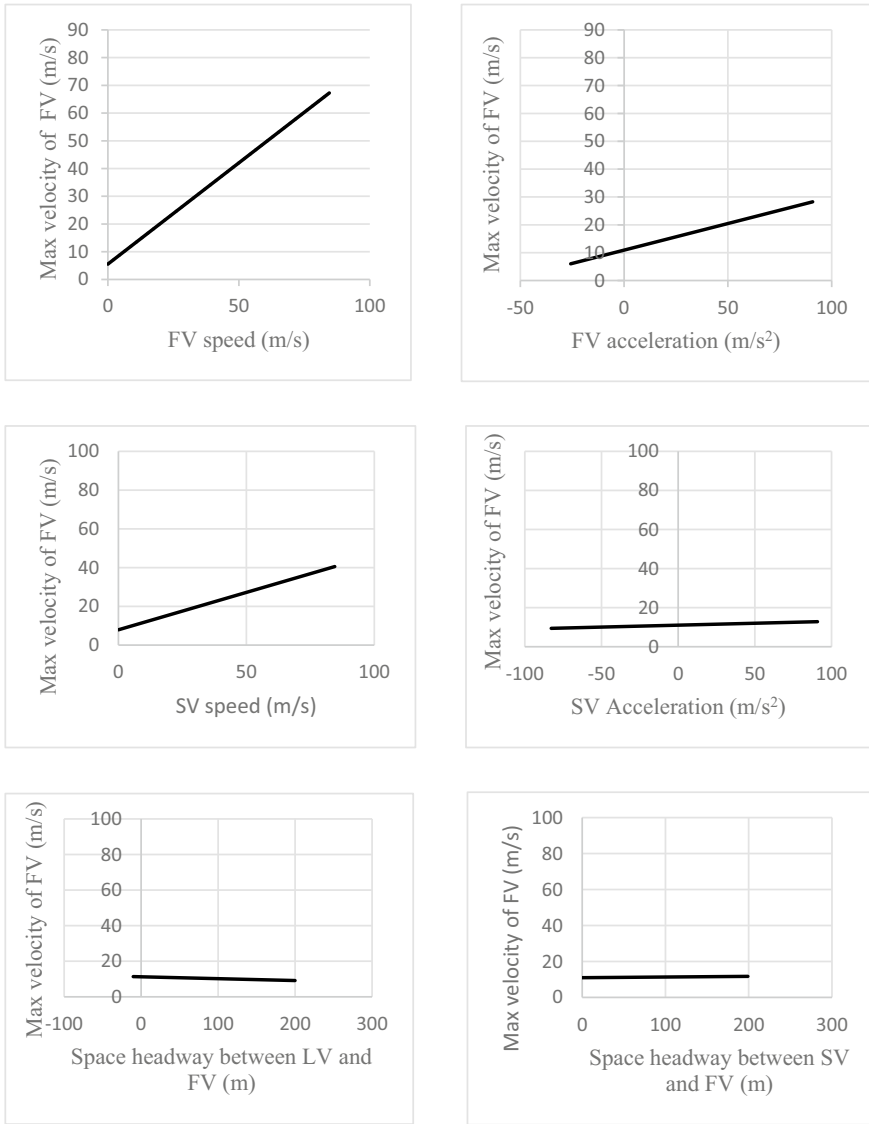 Max velocity of FV (m/s)
90
80
70
60
50
40
30
20
10
0
0 50 100
FV speed (m/s)
Max velocity of FV (m/s)
90
80
70
60
50
40
30
20
10
0
-50 0 50 100
FV acceleration (m/s²)
Max velocity of FV (m/s)
100
80
60
40
20
0
0 50 100
SV speed (m/s)
Max velocity of FV (m/s)
100
80
60
40
20
0
-100 -50 0 50 100
SV Acceleration (m/s²)
Max velocity of FV (m/s)
100
80
60
40
20
0
-100 0 100 200 300
Space headway between LV and
FV (m)
Max velocity of FV (m/s)
100
80
60
40
20
0
0 100 200 300
Space headway between SV
and FV (m)